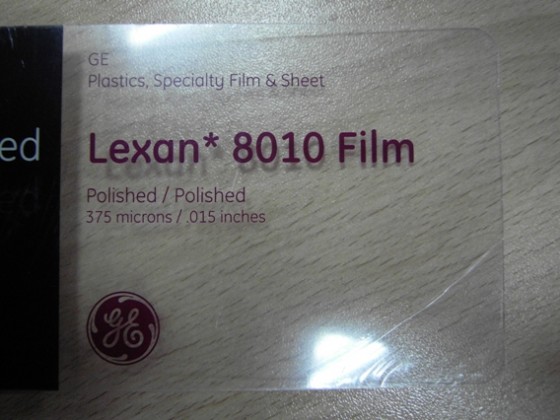 GE
Plastics, Specialty Film & Sheet
ed
Lexan* 8010 Film
Polished / Polished
375 microns / .015 inches
GE